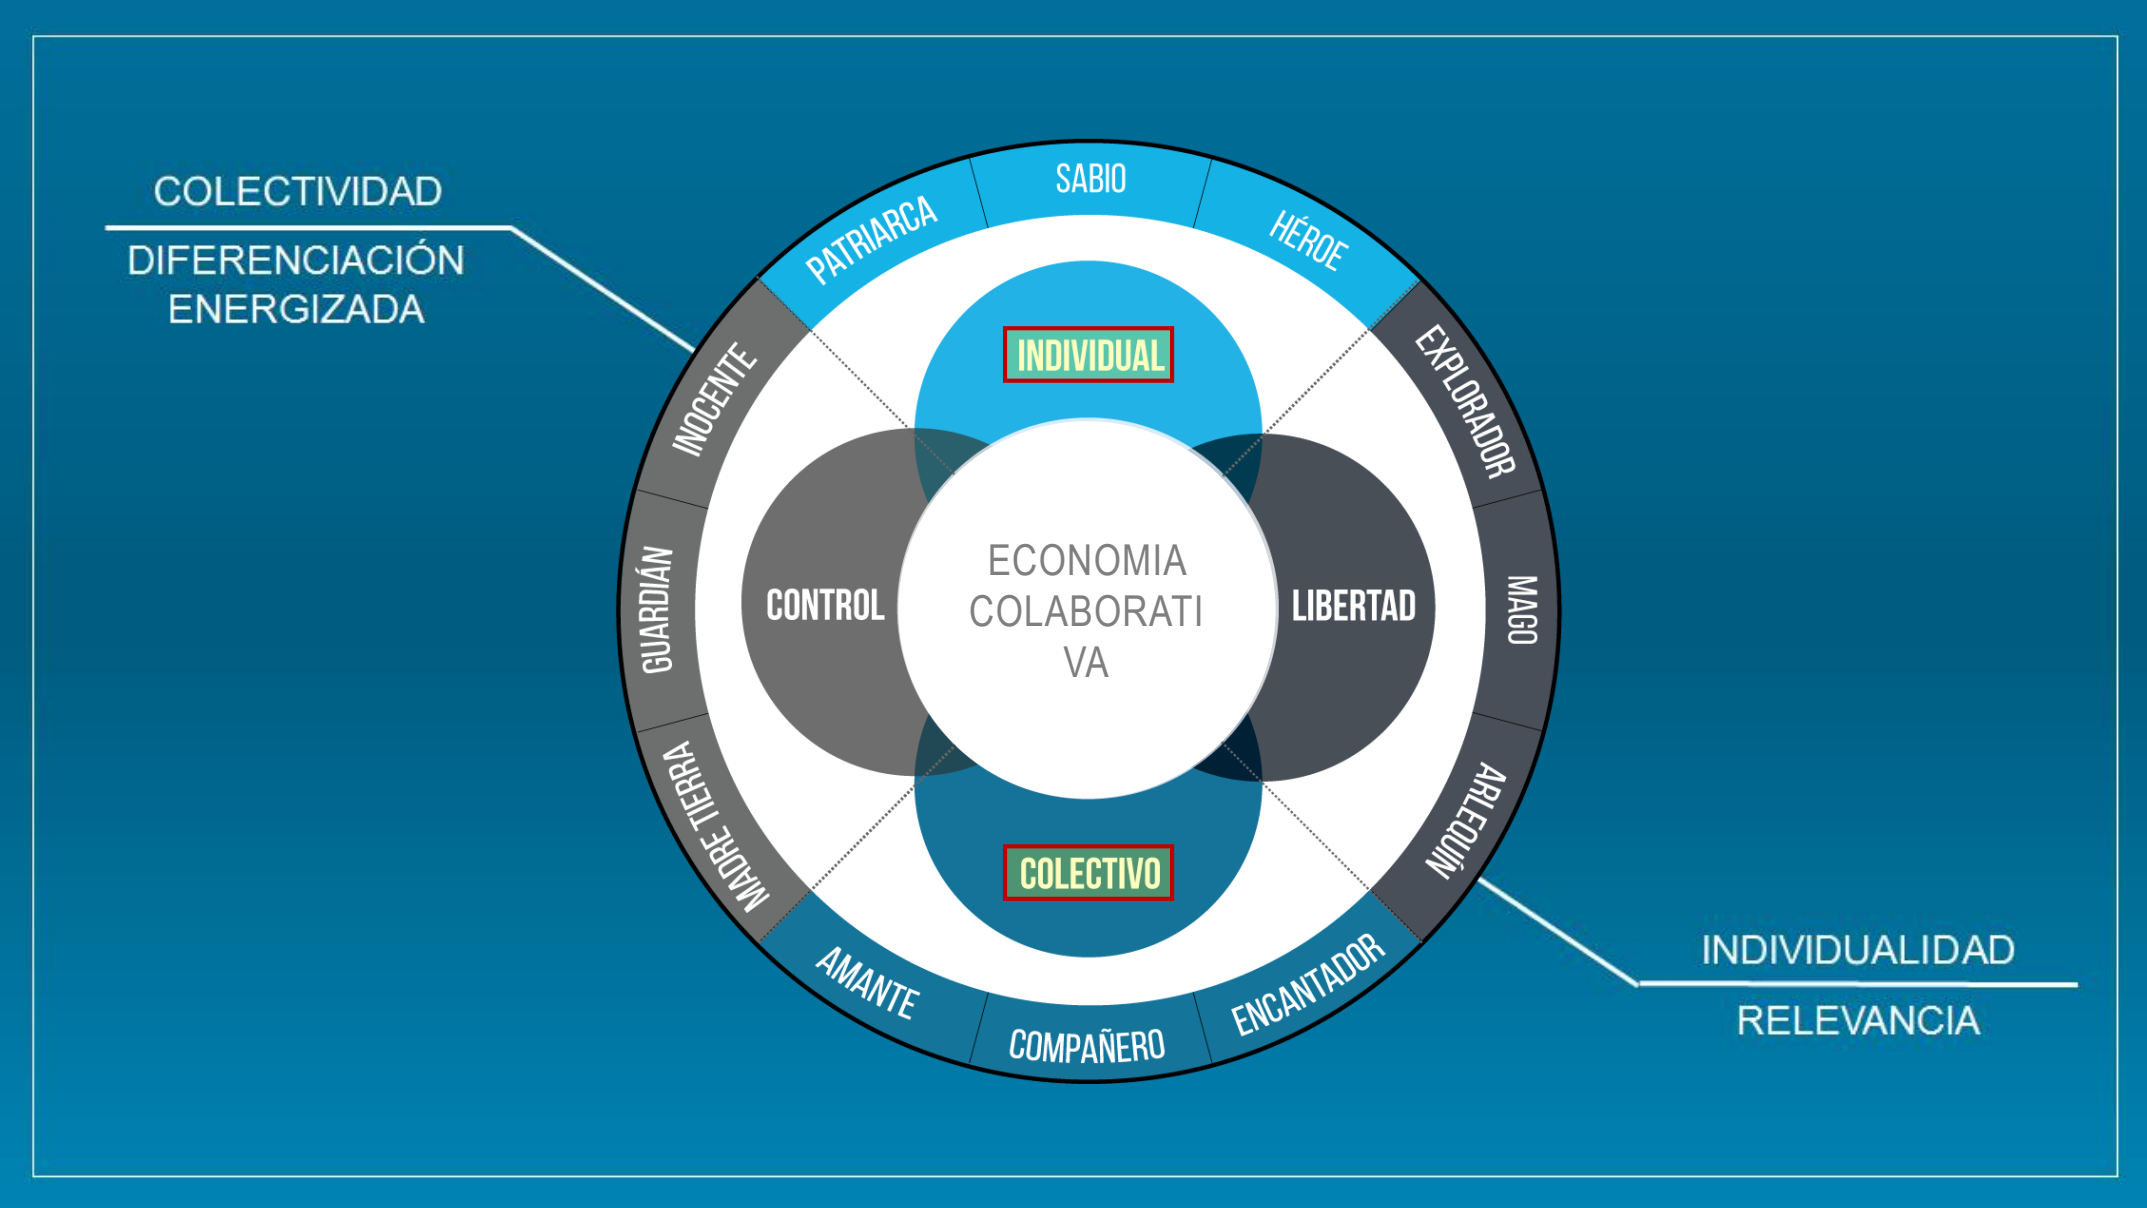 COLECTIVIDAD
DIFERENCIACIÓN
ENERGIZADA
PATRIARCA
SABIO
HÉROE
EXPLORADOR
MAGO
ARLEQUÍN
ENCANTADOR
COMPAÑERO
AMANTE
MADRE TIERRA
GUARDIÁN
INOCENTE
INDIVIDUAL
CONTROL
ECONOMIA
COLABORATI
VA
LIBERTAD
COLECTIVO
INDIVIDUALIDAD
RELEVANCIA